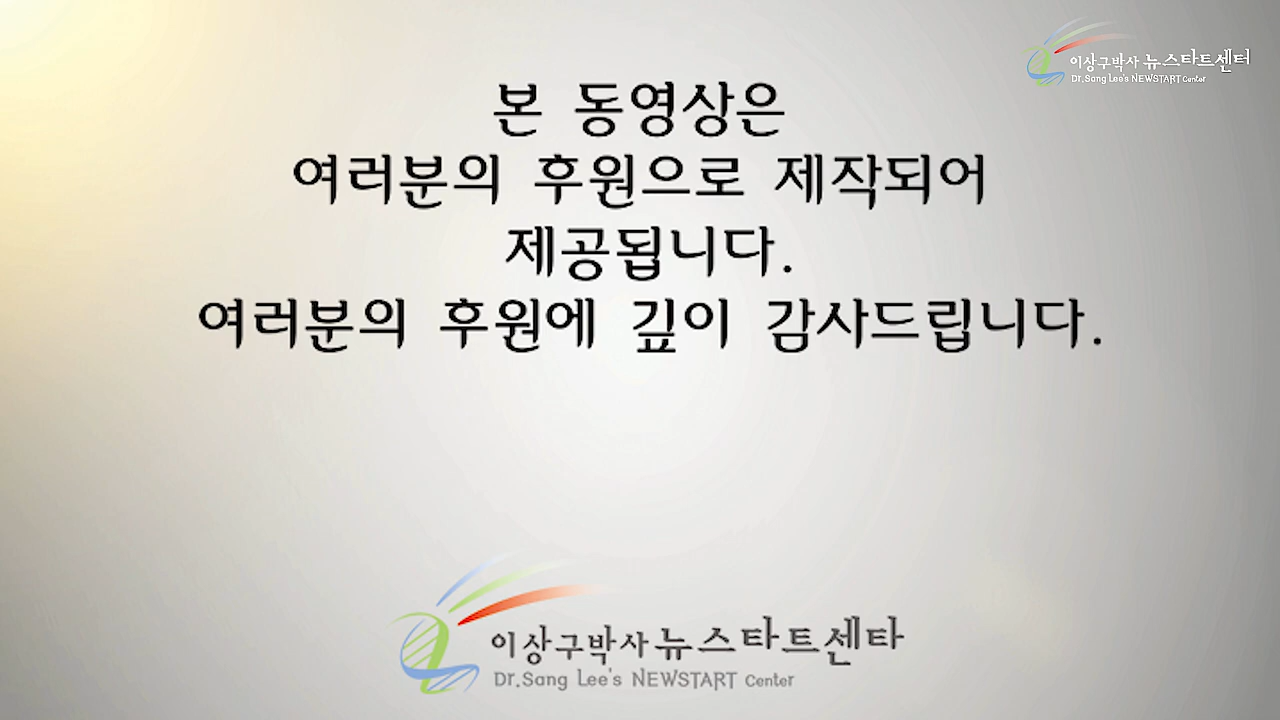 이상구박사 뉴스타트센터
Dr.Sang Lee's NEWSTART Center
본 동영상은
여러분의 후원으로 제작되어
제공됩니다.
여러분의 후원에 깊이 감사드립니다.
이상구박사 뉴스타트센타
Dr.Sang Lee's NEWSTART Center